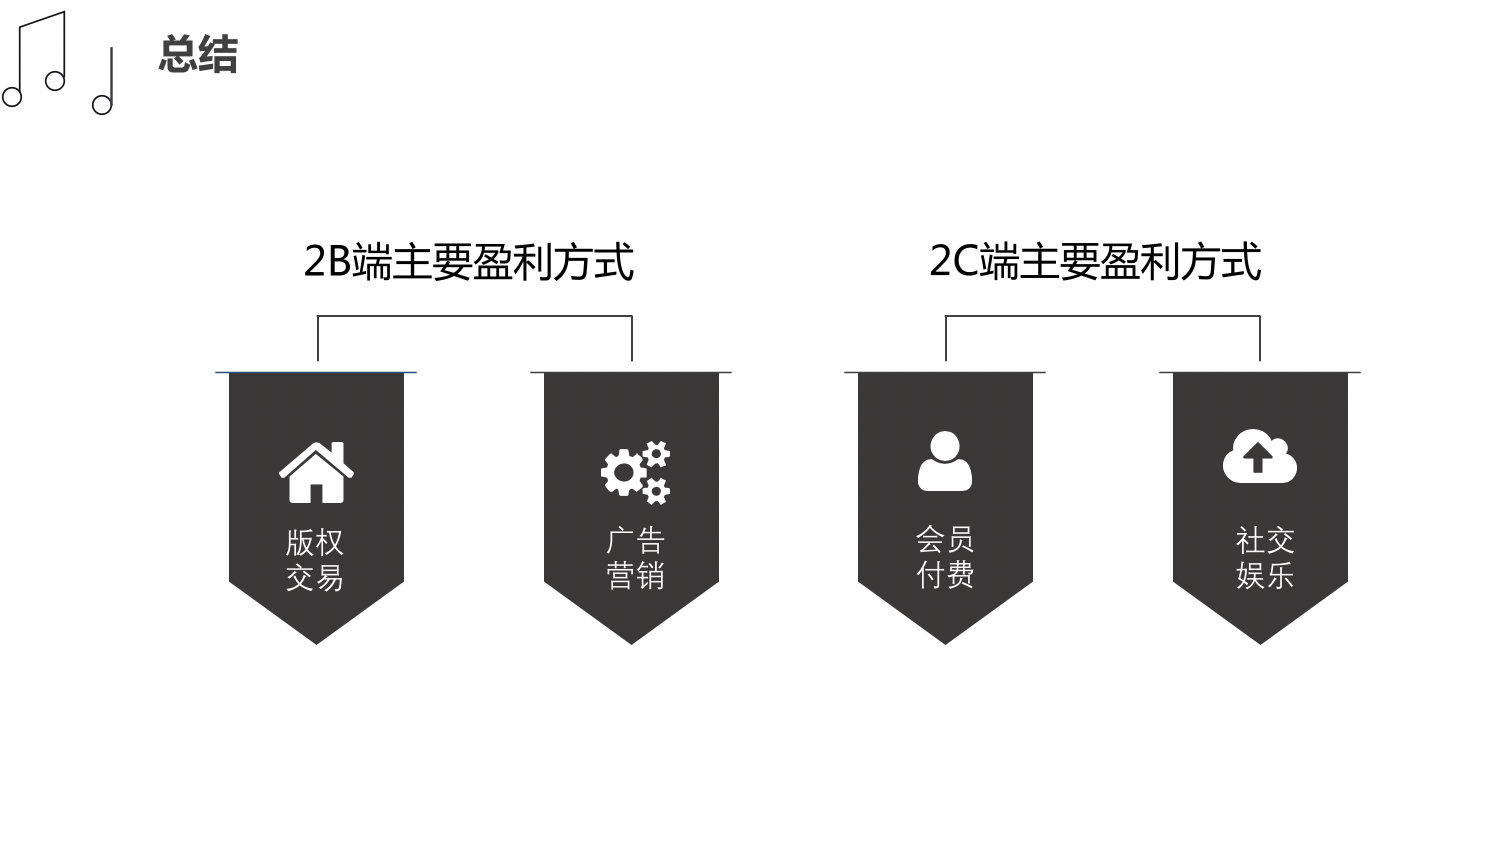 总结
2B端主要盈利方式
2C端主要盈利方式
版权
交易
广告
营销
会员
付费
社交
娱乐